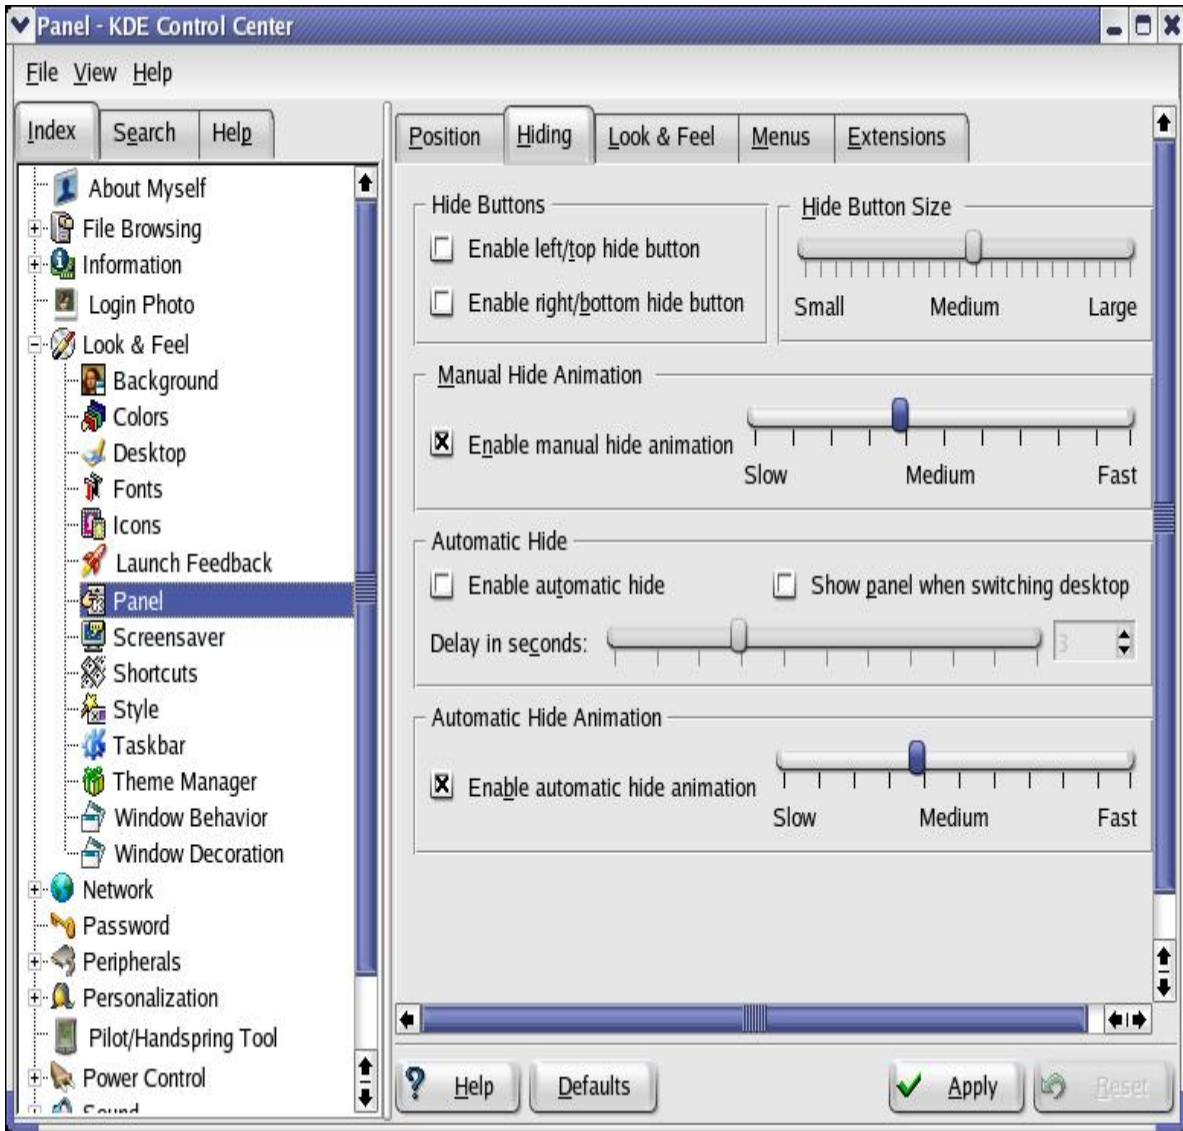 Panel - KDE Control Center
File View Help
Index Search Help
About Myself
File Browsing
Information
Login Photo
Look & Feel
Background
Colors
Desktop
Fonts
Icons
Launch Feedback
Panel
Screensaver
Shortcuts
Style
Taskbar
Theme Manager
Window Behavior
Window Decoration
Network
Password
Peripherals
Personalization
Pilot/Handspring Tool
Power Control
Sound
Position Hiding Look & Feel Menus Extensions
Hide Buttons
Enable left/top hide button
Enable right/bottom hide button
Hide Button Size
Small Medium Large
Manual Hide Animation
Enable manual hide animation
Slow Medium Fast
Automatic Hide
Enable automatic hide Show panel when switching desktop
Delay in seconds: 3
Automatic Hide Animation
Enable automatic hide animation
Slow Medium Fast
? Help Defaults Apply Reset